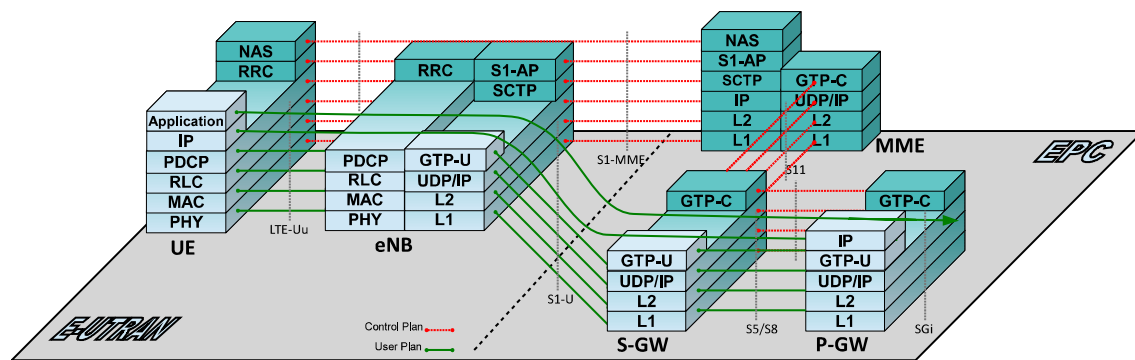 NAS
RRC
Application
IP
PDCP
RLC
MAC
PHY
UE
LTE-Uu
RRC
S1-AP
SCTP
PDCP
GTP-U
RLC
UDP/IP
MAC
L2
PHY
L1
eNB
S1-MME
S1-U
NAS
S1-AP
SCTP
GTP-C
IP
UDP/IP
L2
L2
L1
L1
MME
S11
EPC
GTP-C
GTP-U
UDP/IP
L2
L1
S-GW
S5/S8
GTP-C
IP
GTP-U
UDP/IP
L2
L1
P-GW
SGi
E-UTRAN
Control Plan
User Plan